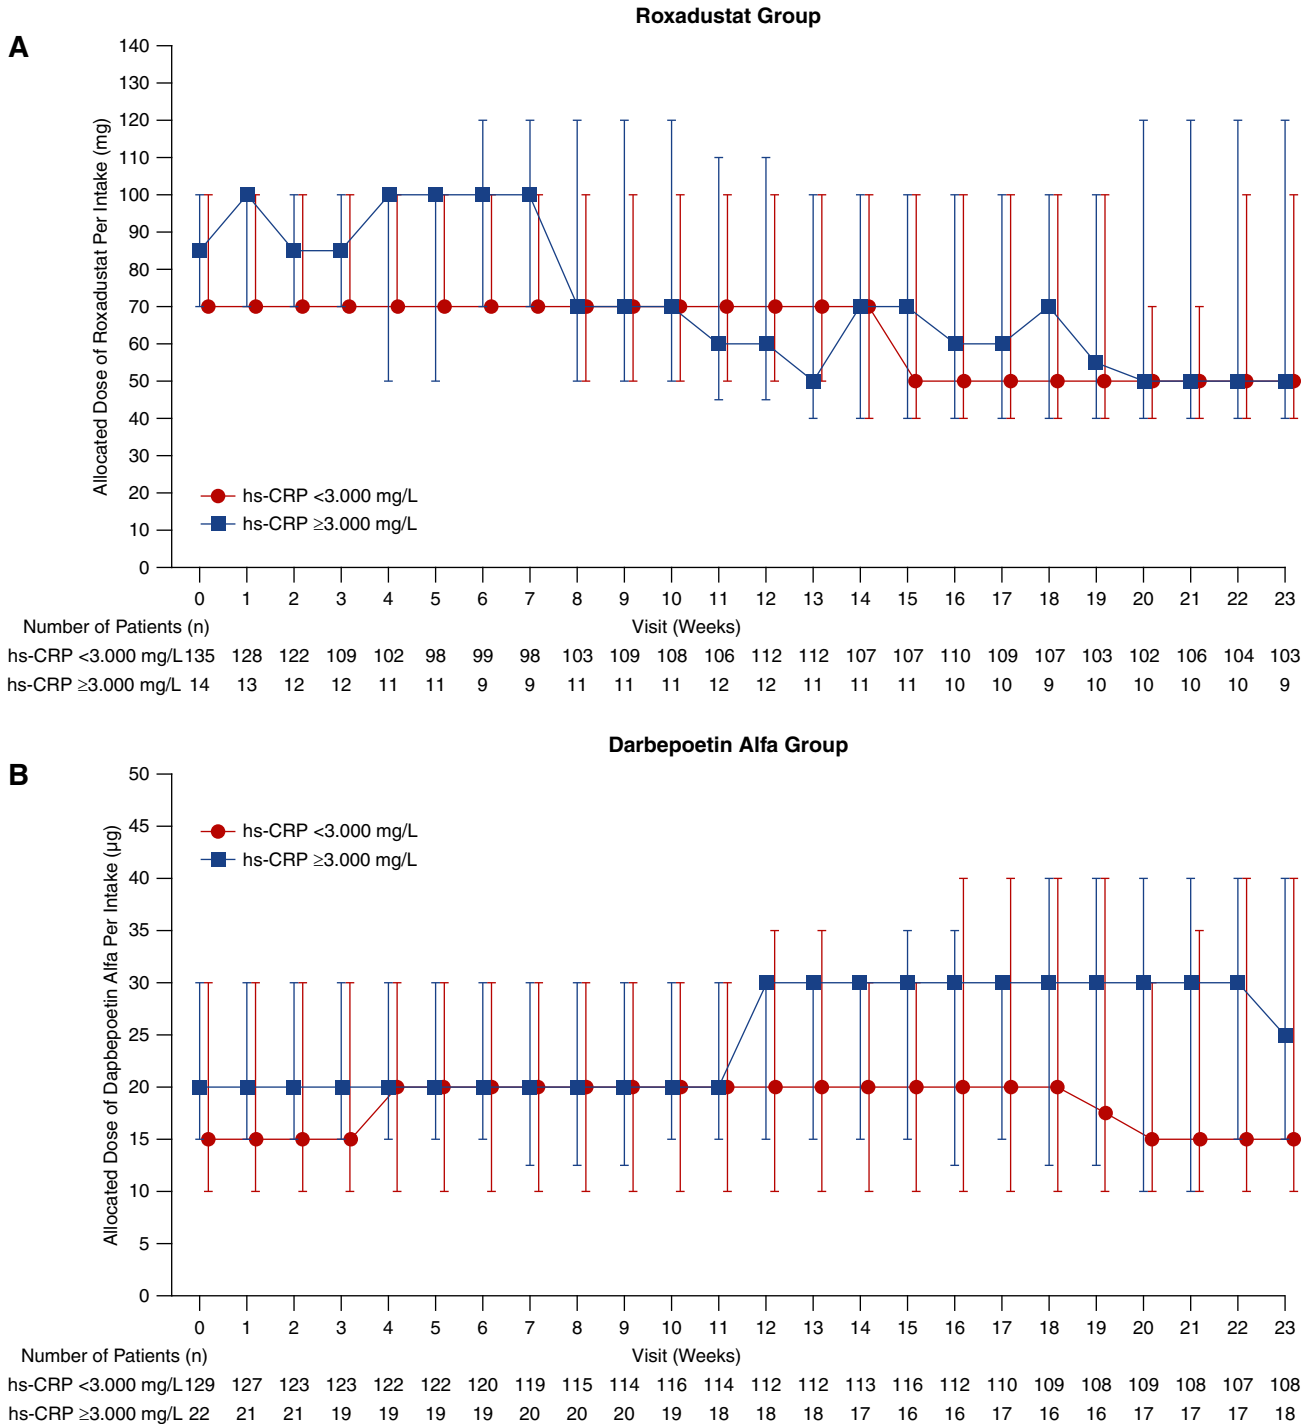 Roxadustat Group
A
Allocated Dose of Roxadustat Per Intake (mg)
140
130
120
110
100
90
80
70
60
50
40
30
20
10
0
hs-CRP <3.000 mg/L
hs-CRP ≥3.000 mg/L
0 1 2 3 4 5 6 7 8 9 10 11 12 13 14 15 16 17 18 19 20 21 22 23
Number of Patients (n) Visit (Weeks)
hs-CRP <3.000 mg/L 135 128 122 109 102 98 99 98 103 109 108 106 112 112 107 107 110 109 107 103 102 106 104 103
hs-CRP ≥3.000 mg/L 14 13 12 12 11 11 9 9 11 11 11 12 12 11 11 11 10 10 9 10 10 10 10 9
Darbepoetin Alfa Group
B
Allocated Dose of Dapbepoetin Alfa Per Intake (µg)
50
45
40
35
30
25
20
15
10
5
0
hs-CRP <3.000 mg/L
hs-CRP ≥3.000 mg/L
0 1 2 3 4 5 6 7 8 9 10 11 12 13 14 15 16 17 18 19 20 21 22 23
Number of Patients (n) Visit (Weeks)
hs-CRP <3.000 mg/L 129 127 123 123 122 122 120 119 115 114 116 114 112 112 113 116 112 110 109 108 109 108 107 108
hs-CRP ≥3.000 mg/L 22 21 21 19 19 19 19 20 20 20 19 18 18 18 17 16 16 17 16 16 17 17 17 18